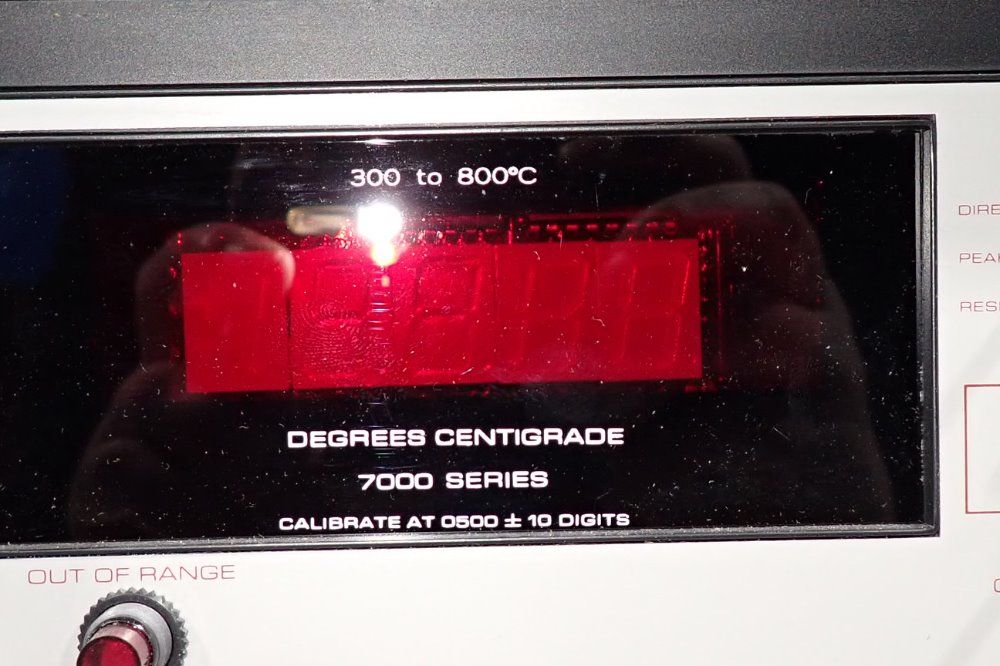 300 to 800°C
DEGREES CENTIGRADE
7000 SERIES
CALIBRATE AT 0500 ± 10 DIGITS
OUT OF RANGE